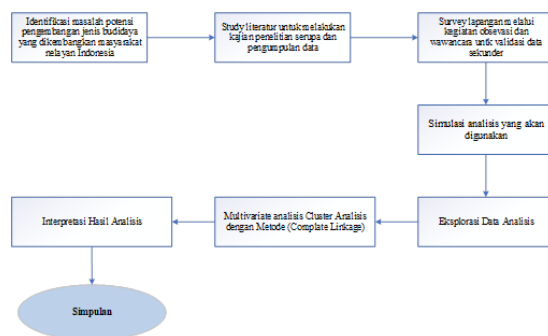 Identifikasi masalah potensi
pengembangan jenis budidaya
yang dikembangkan masyarakat
nelayan Indonesia
Study literatur untuk melakukan
kajian penelitian serupa dan
pengumpulan data
Survey lapangan melalui
kegiatan obsevasi dan
wawancara untk validasi data
sekunder
Simulasi analisis yang akan
digunakan
Eksplorasi Data Analisis
Multivariate analisis Cluster Analisis
dengan Metode (Complate Linkage)
Interpretasi Hasil Analisis
Simpulan